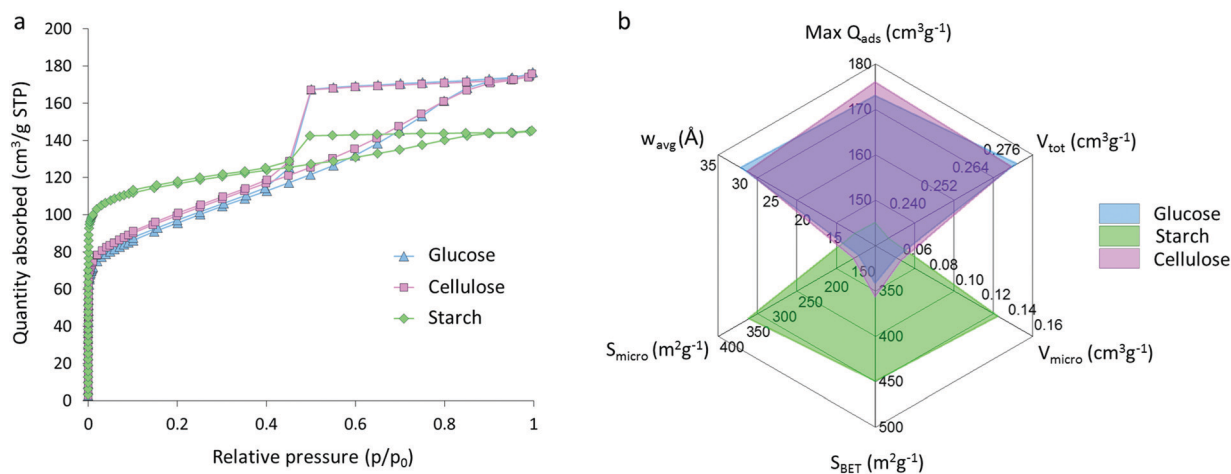 a
200
180
160
140
120
100
80
60
40
20
0
Quantity absorbed (cm³/g STP)
0 0.2 0.4 0.6 0.8 1
Relative pressure (p/p₀)
Glucose
Cellulose
Starch
b
Max Qads (cm³g⁻¹)
180
170
160
150
Vtot (cm³g⁻¹)
0.276
0.264
0.252
0.240
Vmicro (cm³g⁻¹)
0.06
0.08
0.10
0.12
0.14
0.16
SBET (m²g⁻¹)
350
400
450
500
Smicro (m²g⁻¹)
150
200
250
300
350
400
wavg (Å)
15
20
25
30
35
Glucose
Starch
Cellulose